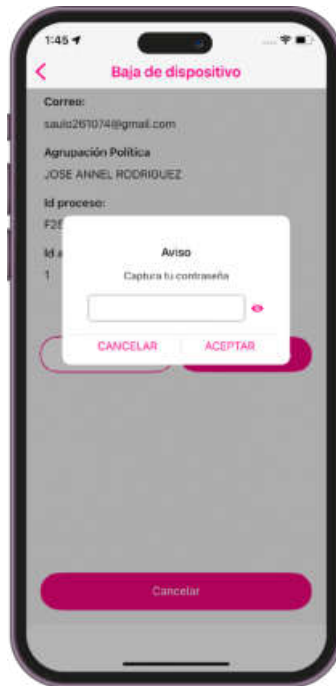 1:45
Baja de dispositivo
Correo:
saulo261074@gmail.com
Agrupación Política
JOSE ANNEL RODRIGUEZ
Id proceso:
Aviso
Captura tu contraseña
1
CANCELAR ACEPTAR
Cancelar